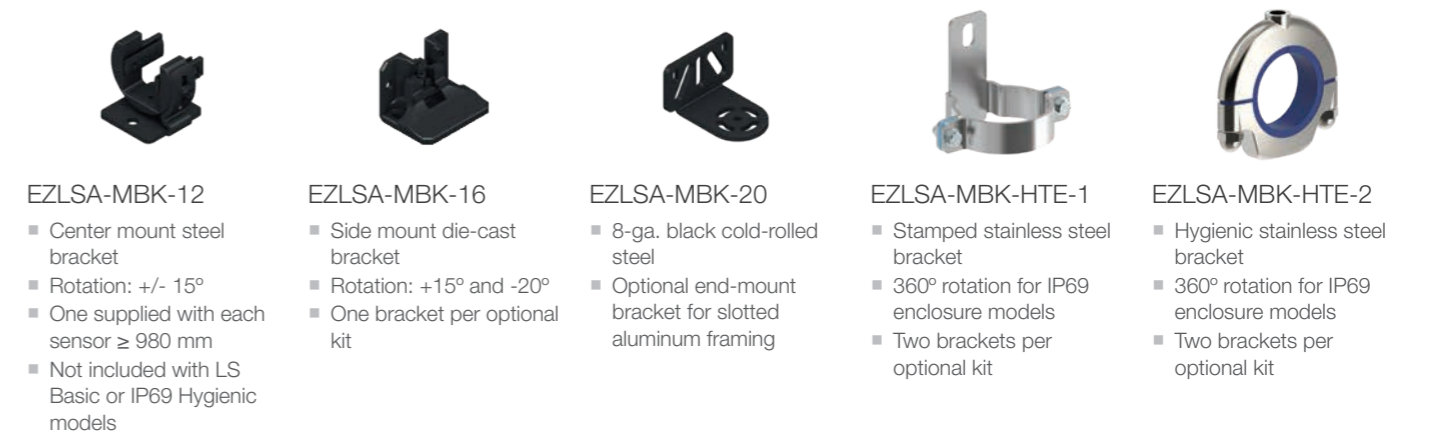 EZLSA-MBK-12
■ Center mount steel
bracket
■ Rotation: +/- 15º
■ One supplied with each
sensor ≥ 980 mm
■ Not included with LS
Basic or IP69 Hygienic
models
EZLSA-MBK-16
■ Side mount die-cast
bracket
■ Rotation: +15º and -20º
■ One bracket per optional
kit
EZLSA-MBK-20
■ 8-ga. black cold-rolled
steel
■ Optional end-mount
bracket for slotted
aluminum framing
EZLSA-MBK-HTE-1
■ Stamped stainless steel
bracket
■ 360º rotation for IP69
enclosure models
■ Two brackets per
optional kit
EZLSA-MBK-HTE-2
■ Hygienic stainless steel
bracket
■ 360º rotation for IP69
enclosure models
■ Two brackets per
optional kit